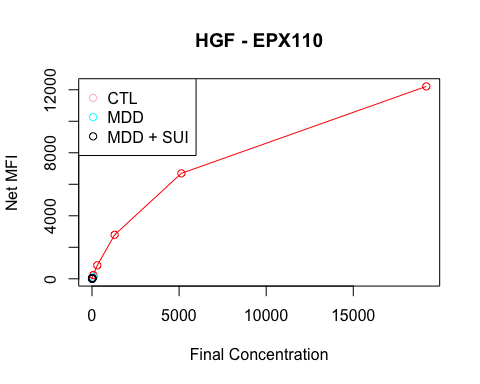 HGF - EPX110
CTL
MDD
MDD + SUI
Net MFI
0
4000
8000
12000
0
5000
10000
15000
Final Concentration